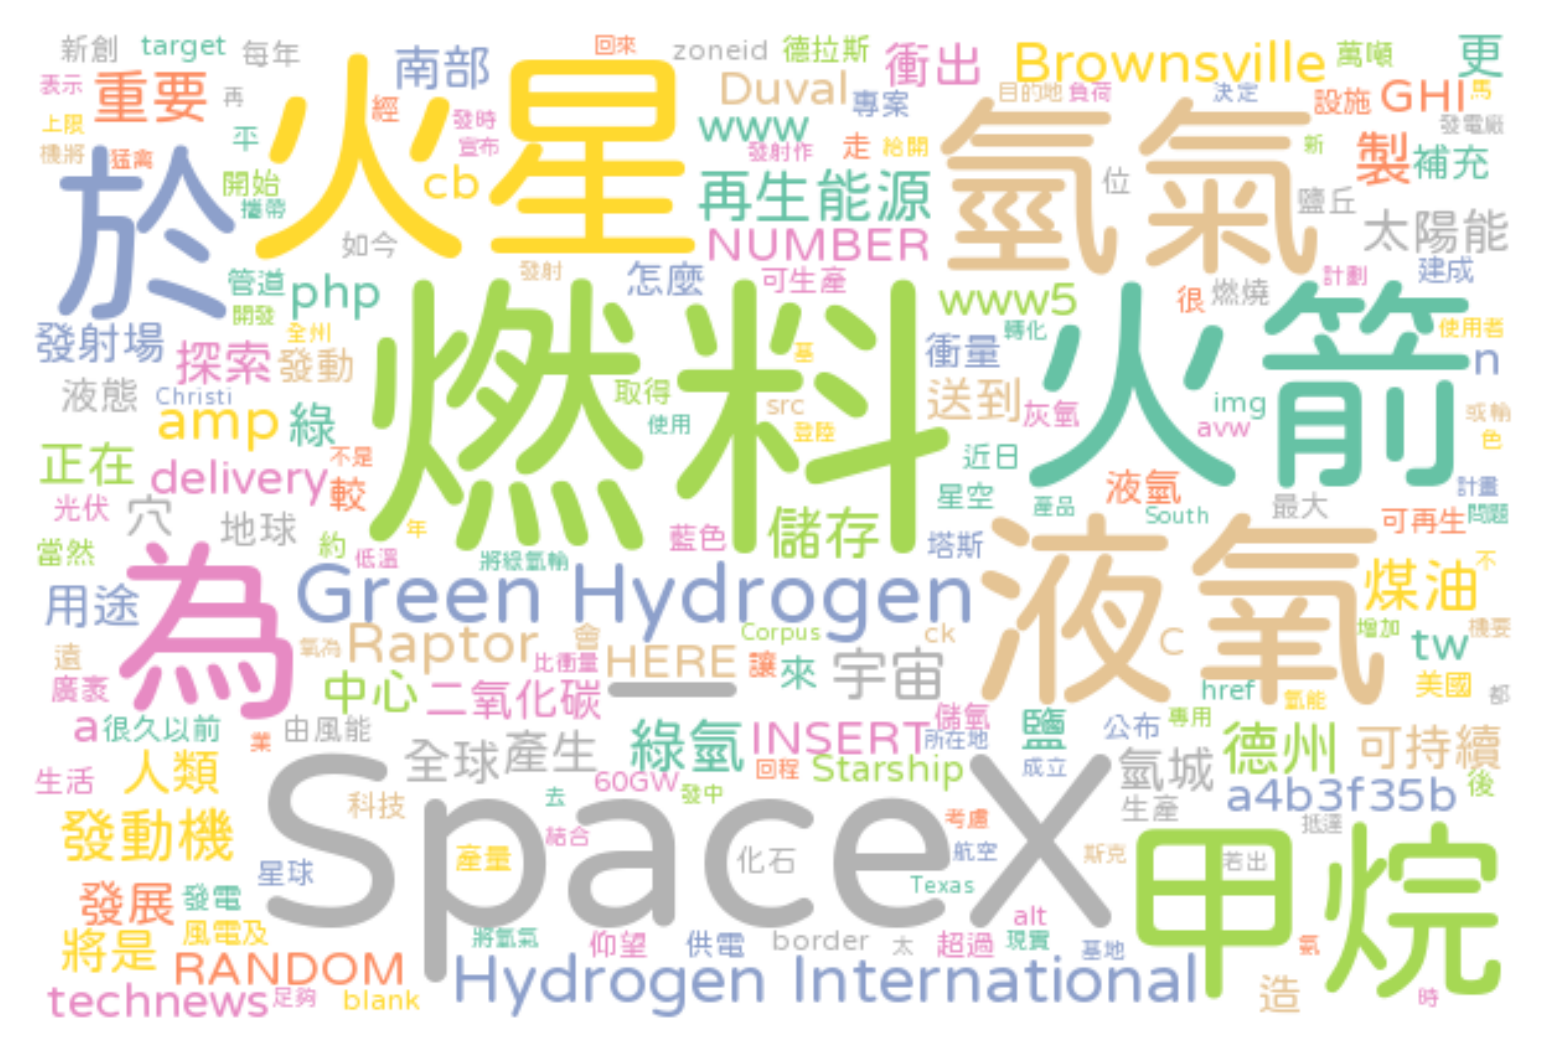 新創 target 每年 南部 回來 zoneid 德拉斯 衝出 Brownsville 萬噸 更
表示 重要 再 火星 經 Duval 專案 目的地 負荷 決定 設施 GHI 馬
上限 平 發時 www 氫氣 發電廠
機將 猛禽 於 宣布 發射作 走 給開 新 製 補充
開始 cb 再生能源 位 鹽丘
攜帶 如今 NUMBER 太陽能
管道 php 發射 怎麼 可生產 www5 很 燃燒 計劃 建成
開發 燃料 火箭
發射場 探索 發動 全州 墓 衝量 轉化 使用者 n
液態 Christi 取得 src 送到 灰氫 img 或輸
amp 綠 使用 登陸 avw 色
正在 delivery 不是 近日
光伏 穴 較 星空 產品 液氫 South 最大 可再生 計畫 問題
地球 年 藍色 儲存
當然 約 低溫 將綠氫輸 塔斯 液氧 煤油 不
用途 為 Green Hydrogen
遠 氧為 Raptor 會 HERE Corpus ck C 增加 tw 機要
廣袤 中心 二氧化碳 比衝量 一 讓 來 宇宙 href 氫能 美國 都
a 很久以前 業 由風能 綠氫 INSERT 儲氫 所在地 鹽 公布 專用 德州 可持續
生活 人類 全球 產生 60GW 回程 Starship 成立 氫城 後
科技 去 發中 SpaceX 生產 a4b3f35b
發動機 結合 考慮 抵達
星球 產量 化石 航空 斯克 若出 甲烷
發展 發電 Texas
將是 風電及 將氫氣 仰望 供電 border 太 超過 alt 現實 基地 氣
RANDOM Hydrogen International
technews 足夠 blank 造 時